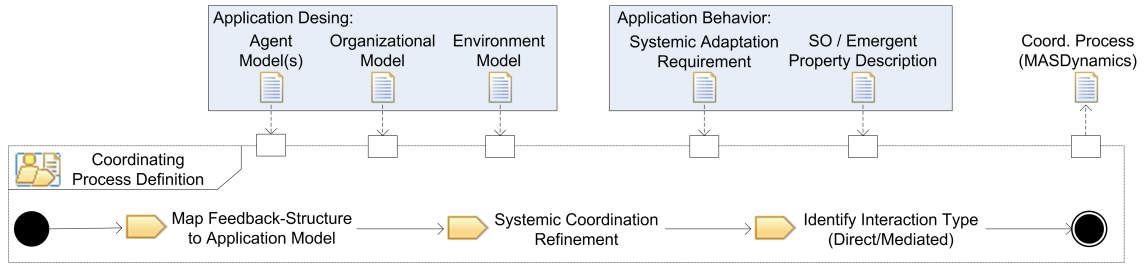 Application Desing:
Agent
Model(s)
Organizational
Model
Environment
Model
Application Behavior:
Systemic Adaptation
Requirement
SO / Emergent
Property Description
Coord. Process
(MASDynamics)
Coordinating
Process Definition
Map Feedback-Structure
to Application Model
Systemic Coordination
Refinement
Identify Interaction Type
(Direct/Mediated)